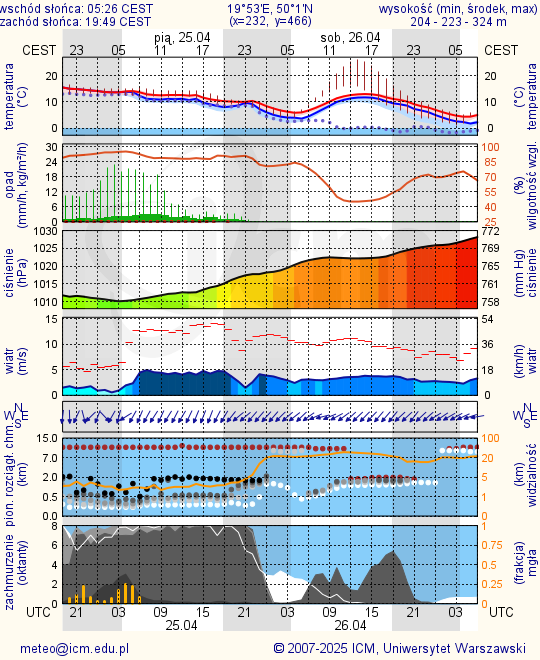 wschód słońca: 05:26 CEST 19°53'E, 50°1'N wysokość (min, środek, max)
zachód słońca: 19:49 CEST (x=232, y=466) 204 - 223 - 324 m
pią, 25.04 sob, 26.04
CEST 23 05 11 17 23 05 11 17 23 05 CEST
temperatura (°C)
20
10
0
temperatura (°C)
20
10
0
opad (mm/h, kg/m²/h)
30
24
18
12
6
0
100
85
70
55
40
25
(%) wilgotność wzgl.
ciśnienie (hPa)
1030
1025
1020
1015
1010
772
769
765
761
758
(mm Hg) ciśnienie
wiatr (m/s)
15
10
5
0
54
36
18
0
(km/h) wiatr
N
W E
S
N
W E
S
pion. rozciągł. chm. (km)
15.0
7.0
2.0
0.5
0.0
100
20
5
1
0
(km) widzialność
zachmurzenie (oktanty)
8
6
4
2
0
1
0.75
0.5
0.25
0
(frakcja) mgła
UTC 21 03 09 15 21 03 09 15 21 03 UTC
25.04 26.04
meteo@icm.edu.pl © 2007-2025 ICM, Uniwersytet Warszawski